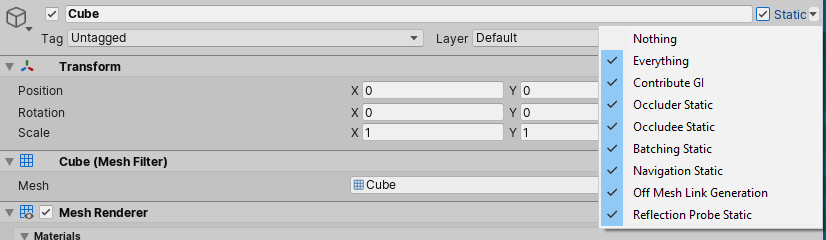 Cube Static
Tag Untagged Layer Default
Nothing
Transform Everything
Position X 0 Y 0 Contribute GI
Rotation X 0 Y 0 Occluder Static
Scale X 1 Y 1 Occludee Static
Batching Static
Cube (Mesh Filter) Navigation Static
Mesh Cube Off Mesh Link Generation
Mesh Renderer Reflection Probe Static
Materials